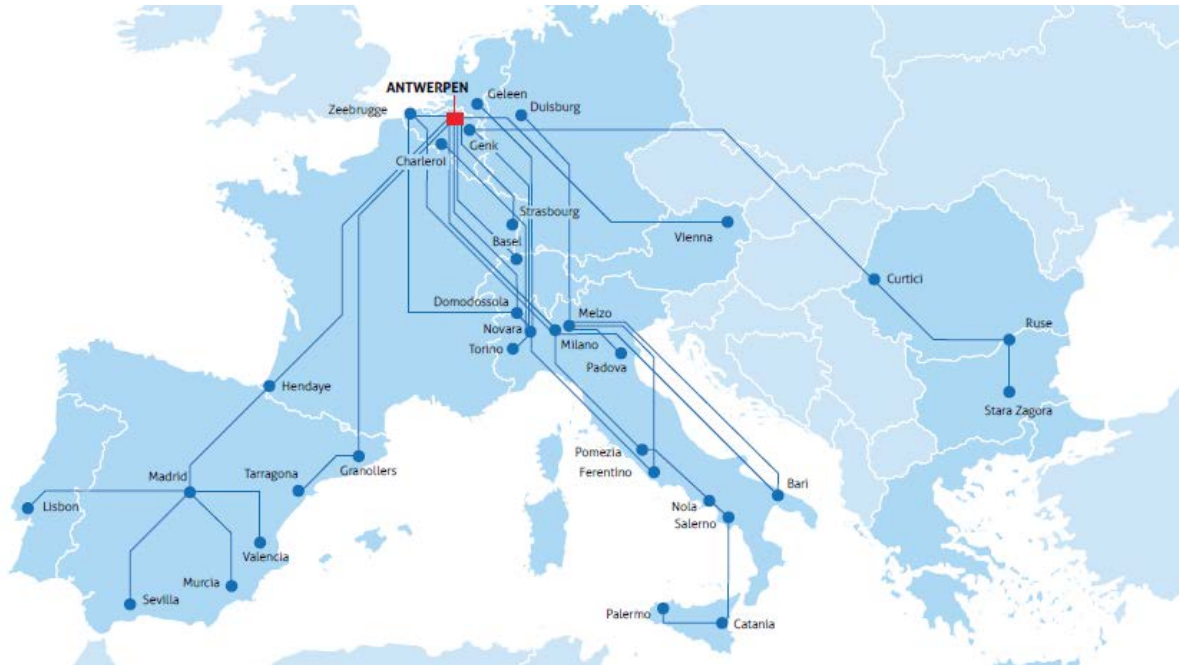 ANTWERPEN
Geleen
Zeebrugge
Duisburg
Genk
Charleroi
Strasbourg
Vienna
Basel
Curtici
Domodossola
Melzo
Novara
Milano
Ruse
Torino
Padova
Hendaye
Stara Zagora
Pomezia
Madrid
Tarragona
Granollers
Ferentino
Bari
Lisbon
Nola
Salerno
Valencia
Murcia
Sevilla
Palermo
Catania